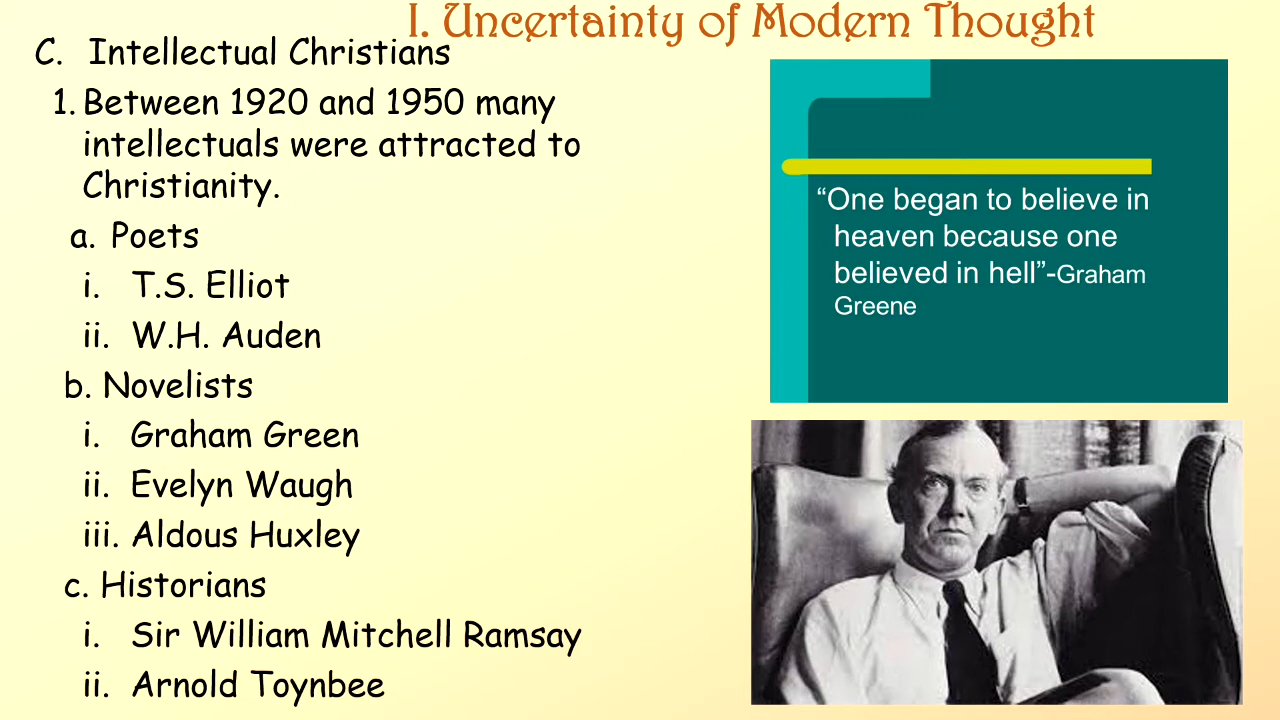 I. Uncertainty of Modern Thought
C. Intellectual Christians
1. Between 1920 and 1950 many
intellectuals were attracted to
Christianity.
a. Poets
i. T.S. Elliot
ii. W.H. Auden
b. Novelists
i. Graham Green
ii. Evelyn Waugh
iii. Aldous Huxley
c. Historians
i. Sir William Mitchell Ramsay
ii. Arnold Toynbee
“One began to believe in
heaven because one
believed in hell”-Graham
Greene